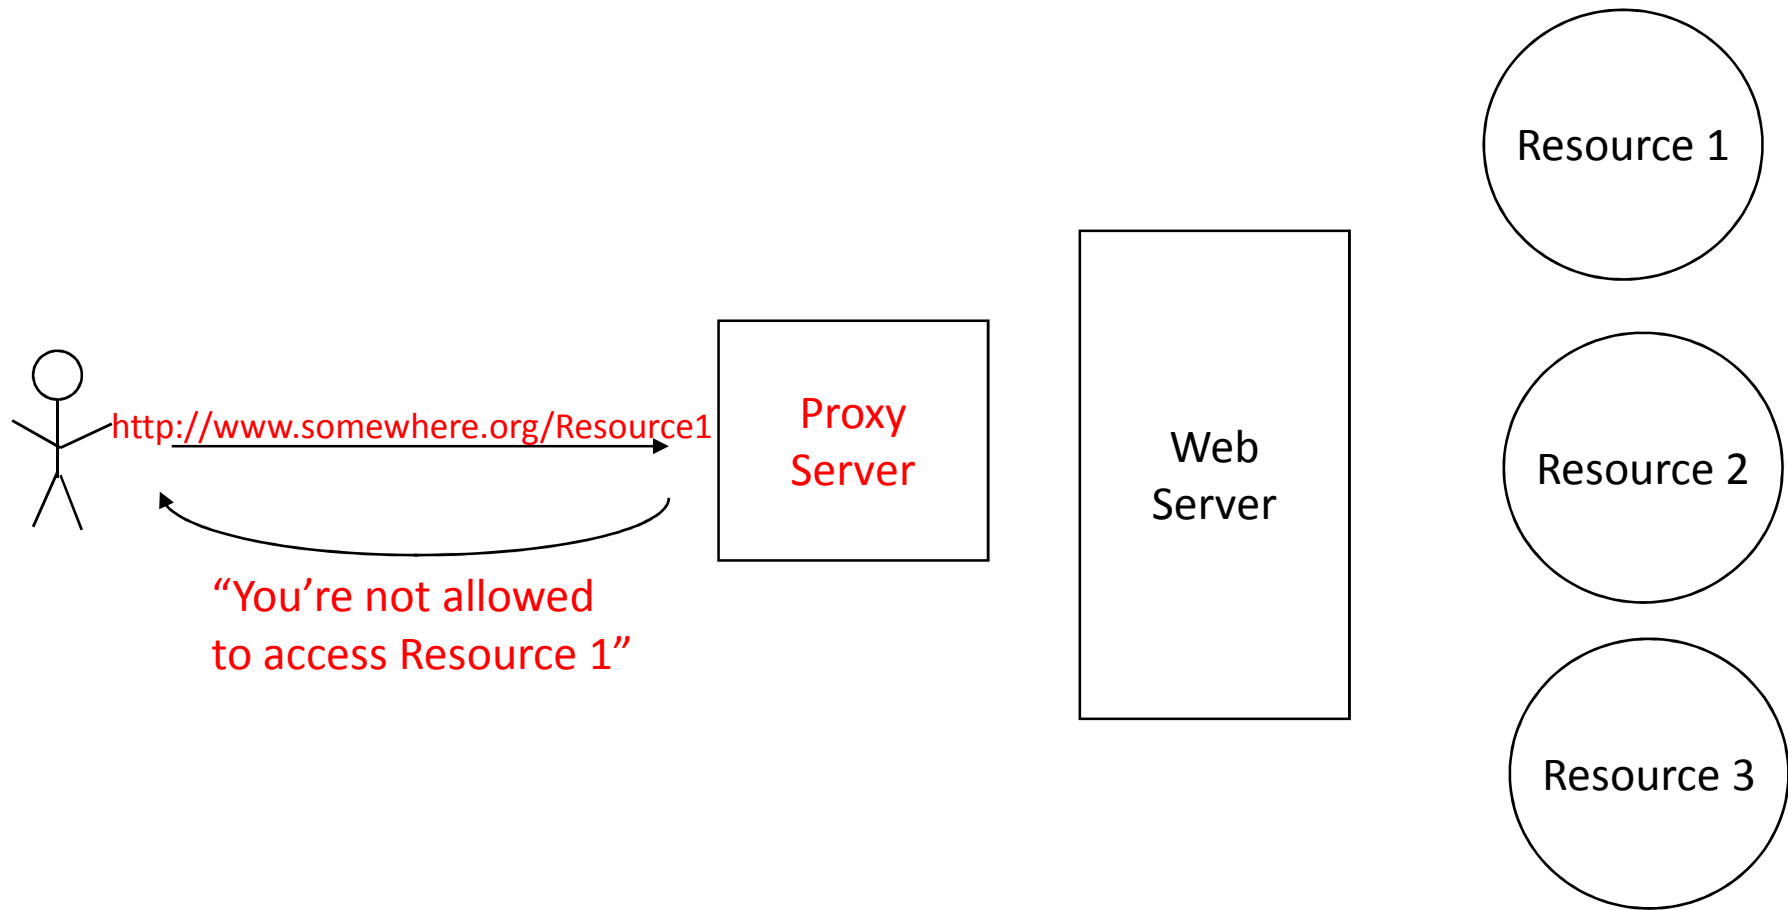 Resource 1
http://www.somewhere.org/Resource1
Proxy
Server
Web
Server
Resource 2
“You’re not allowed
to access Resource 1”
Resource 3